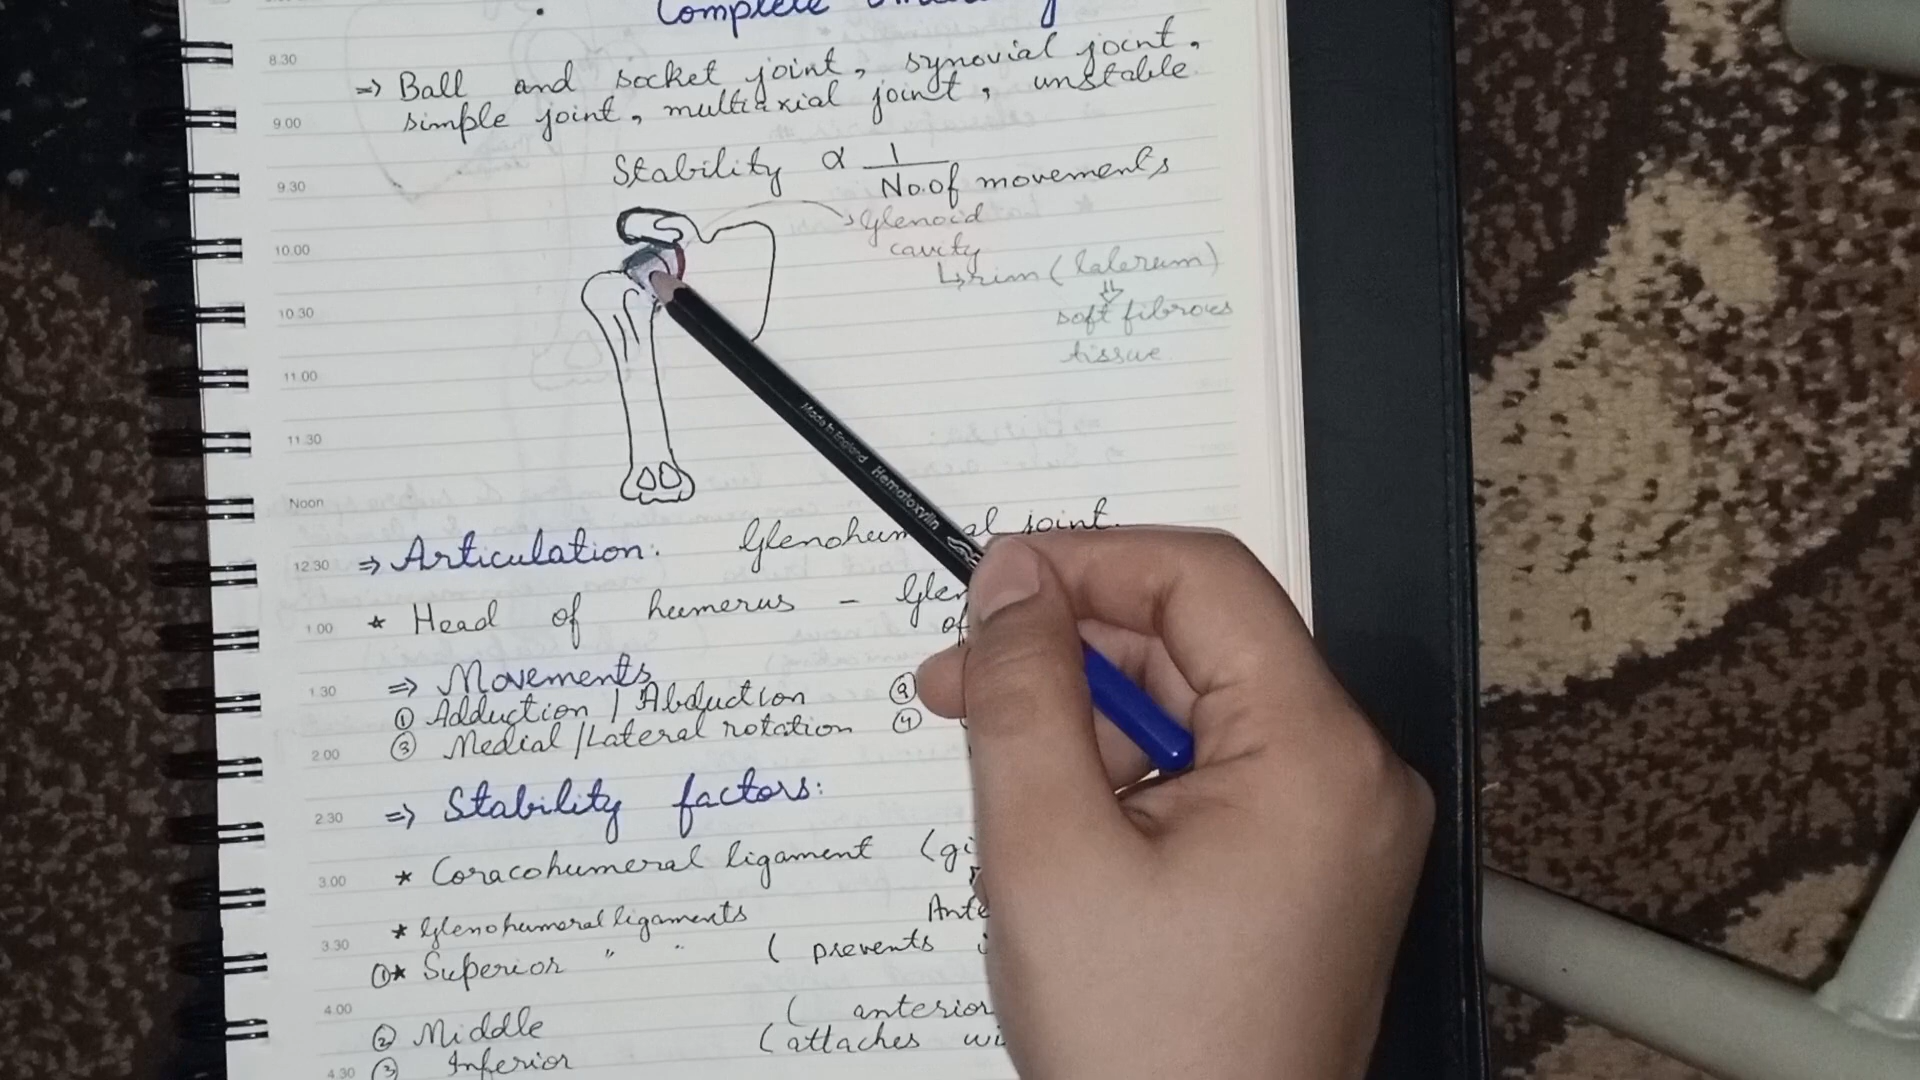 Complete
8.30
⇒ Ball and socket joint, synovial joint,
simple joint, multiaxial joint, unstable
9.00
Stability α 1
No. of movements
9.30
Glenoid
cavity
10.00
↳ rim (laberum)
⇓
soft fibrous
tissue
10.30
11.00
11.30
Noon
Made in England Hematoxylin
⇒ Articulation: Glenohum al joint.
12.30
* Head of humerus - Glen
of
1.00
⇒ Movements
1.30
① Adduction / Abduction
③ Medial / Lateral rotation ④
2.00
⇒ Stability factors:
2.30
* Coracohumeral ligament (gi
3.00
* Glenohumoral ligaments Ante
3.30
①* Superior " " ( prevents
4.00
② Middle ( anterior
③ Inferior (attaches wi
4.30